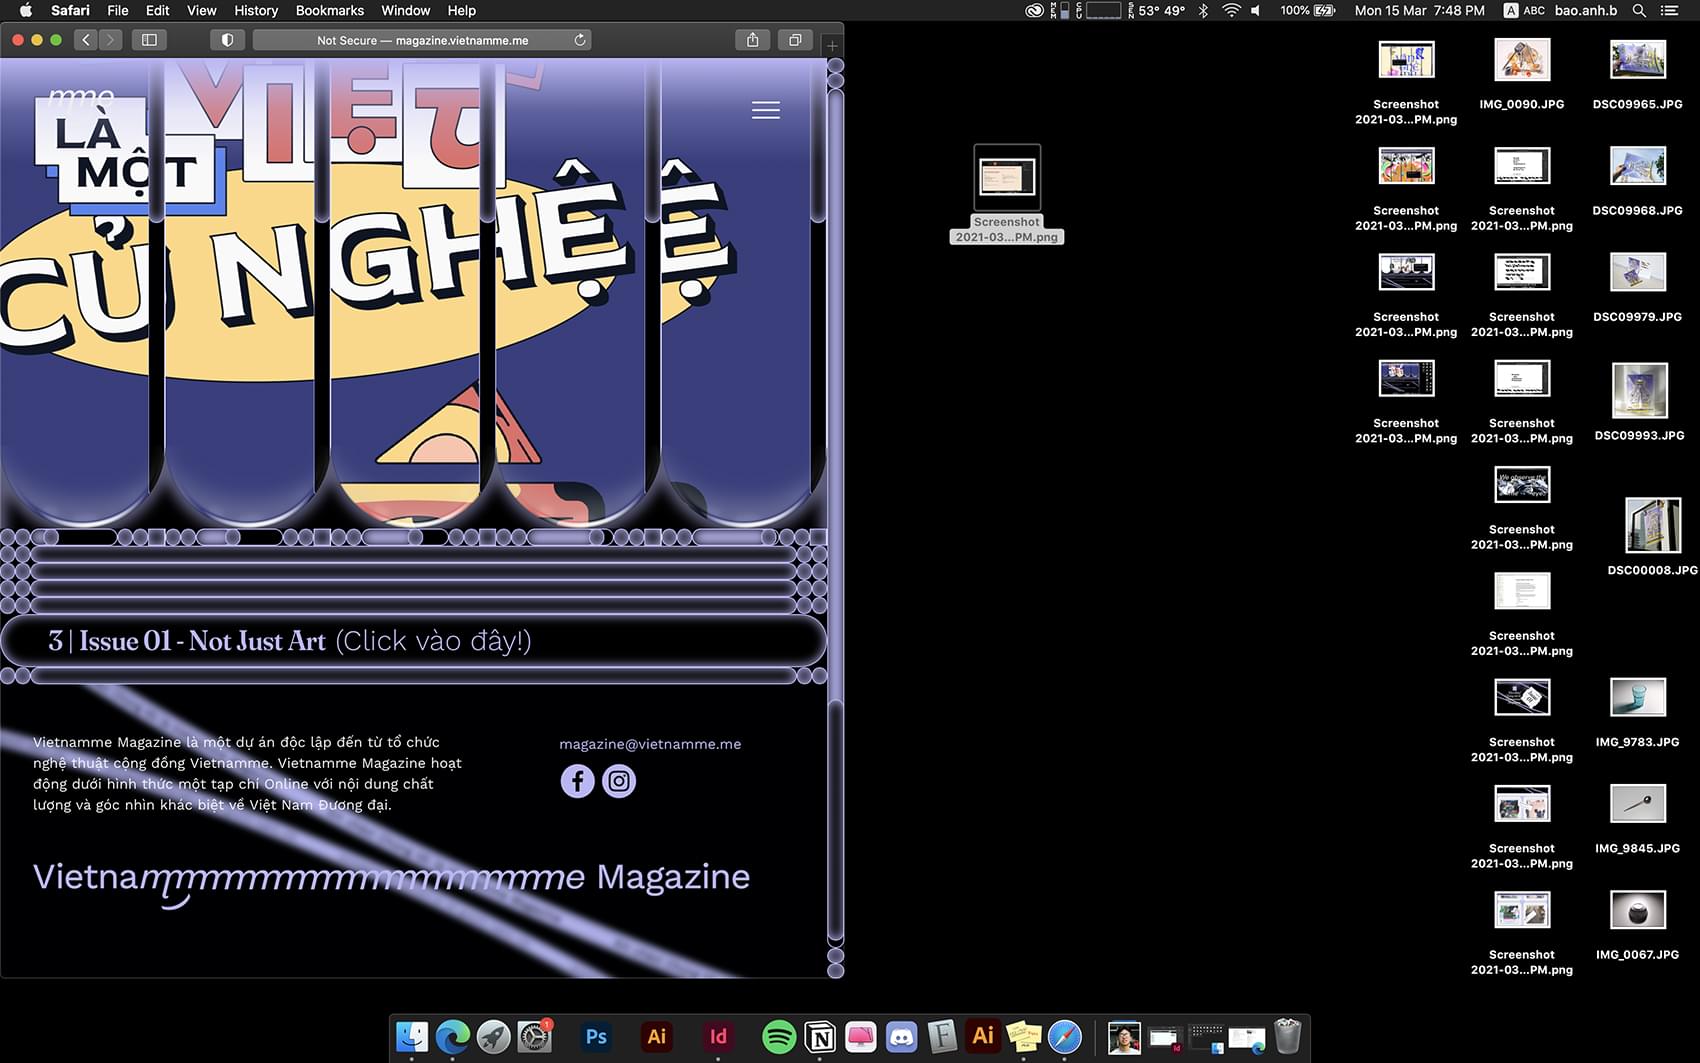 Safari File Edit View History Bookmarks Window Help
53° 49° 100% Mon 15 Mar 7:48 PM A ABC bao.anh.b
Not Secure — magazine.vietnamme.me
mme
VIỆT
LÀ
MỘT
CỦ NGHỆ Ệ
3 | Issue 01 - Not Just Art (Click vào đây!)
Vietnamme Magazine là một dự án độc lập đến từ tổ chức
nghệ thuật cộng đồng Vietnamme. Vietnamme Magazine hoạt
động dưới hình thức một tạp chí Online với nội dung chất
lượng và góc nhìn khác biệt về Việt Nam Đương đại.
magazine@vietnamme.me
Vietnammmmmmmmmmmmmmme Magazine
Screenshot
2021-03...PM.png
Screenshot
2021-03...PM.png
IMG_0090.JPG
DSC09965.JPG
Screenshot
2021-03...PM.png
Screenshot
2021-03...PM.png
DSC09968.JPG
Screenshot
2021-03...PM.png
Screenshot
2021-03...PM.png
DSC09979.JPG
Screenshot
2021-03...PM.png
Screenshot
2021-03...PM.png
DSC09993.JPG
Screenshot
2021-03...PM.png
DSC00008.JPG
Screenshot
2021-03...PM.png
Screenshot
2021-03...PM.png
IMG_9783.JPG
Screenshot
2021-03...PM.png
IMG_9845.JPG
Screenshot
2021-03...PM.png
IMG_0067.JPG
1 Ps Ai Id N F Ai